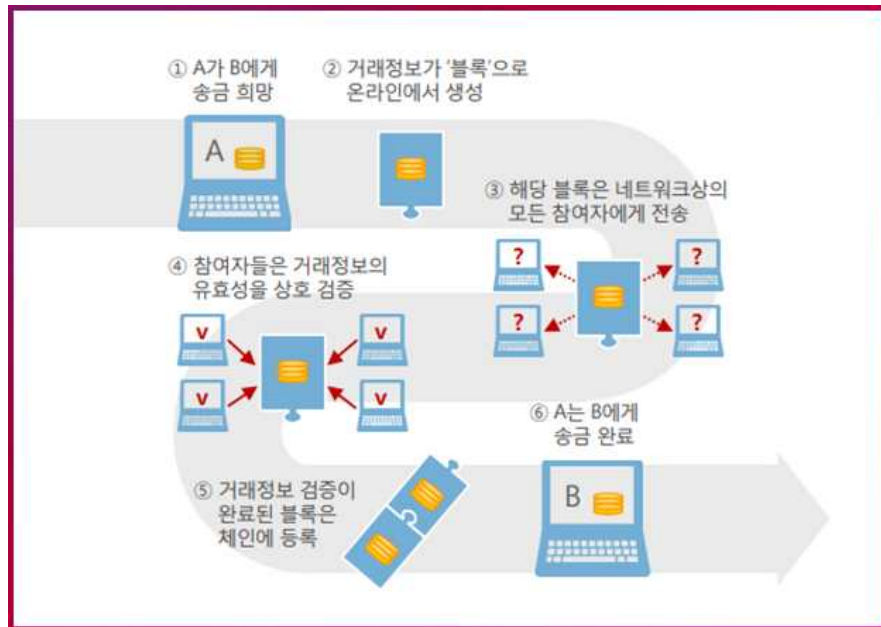 ① A가 B에게
송금 희망
② 거래정보가 '블록'으로
온라인에서 생성
A
③ 해당 블록은 네트워크상의
모든 참여자에게 전송
?
?
?
?
④ 참여자들은 거래정보의
유효성을 상호 검증
v
v
v
v
⑤ 거래정보 검증이
완료된 블록은
체인에 등록
⑥ A는 B에게
송금 완료
B